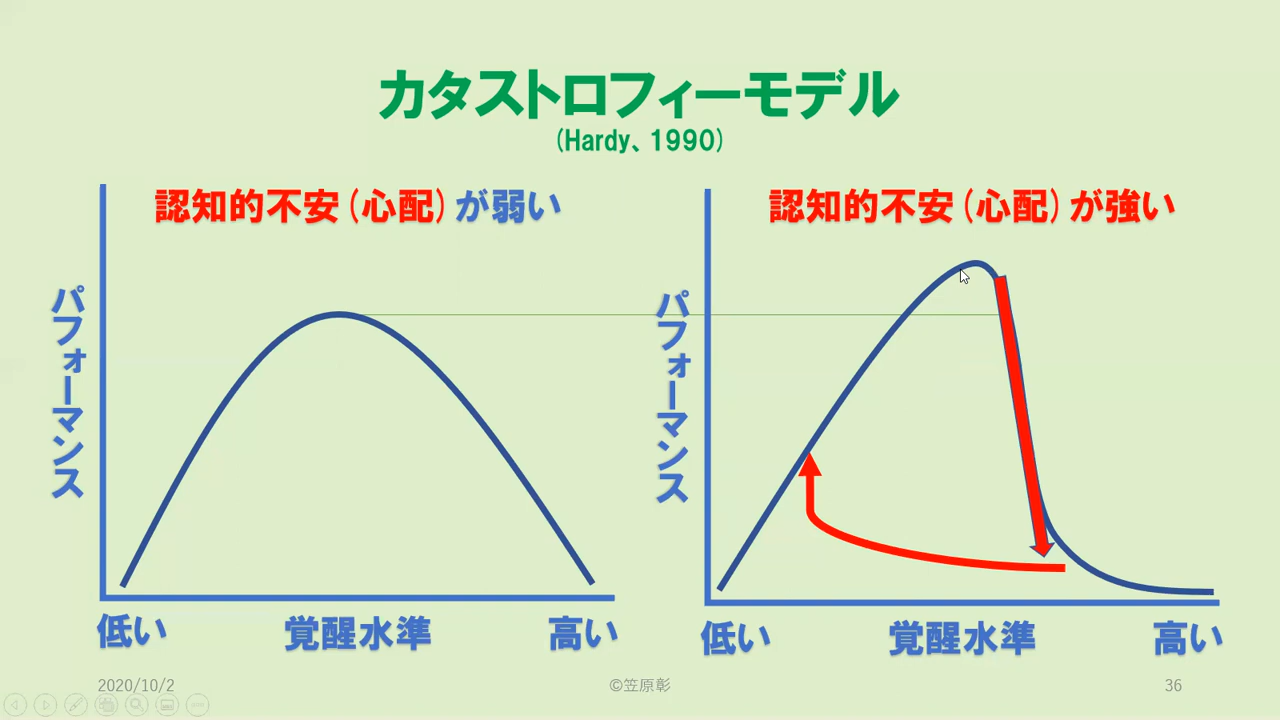 カタストロフィーモデル
(Hardy、1990)
認知的不安(心配)が弱い
パフォーマンス
低い 覚醒水準 高い
認知的不安(心配)が強い
パフォーマンス
低い 覚醒水準 高い
2020/10/2 ©笠原彰 36